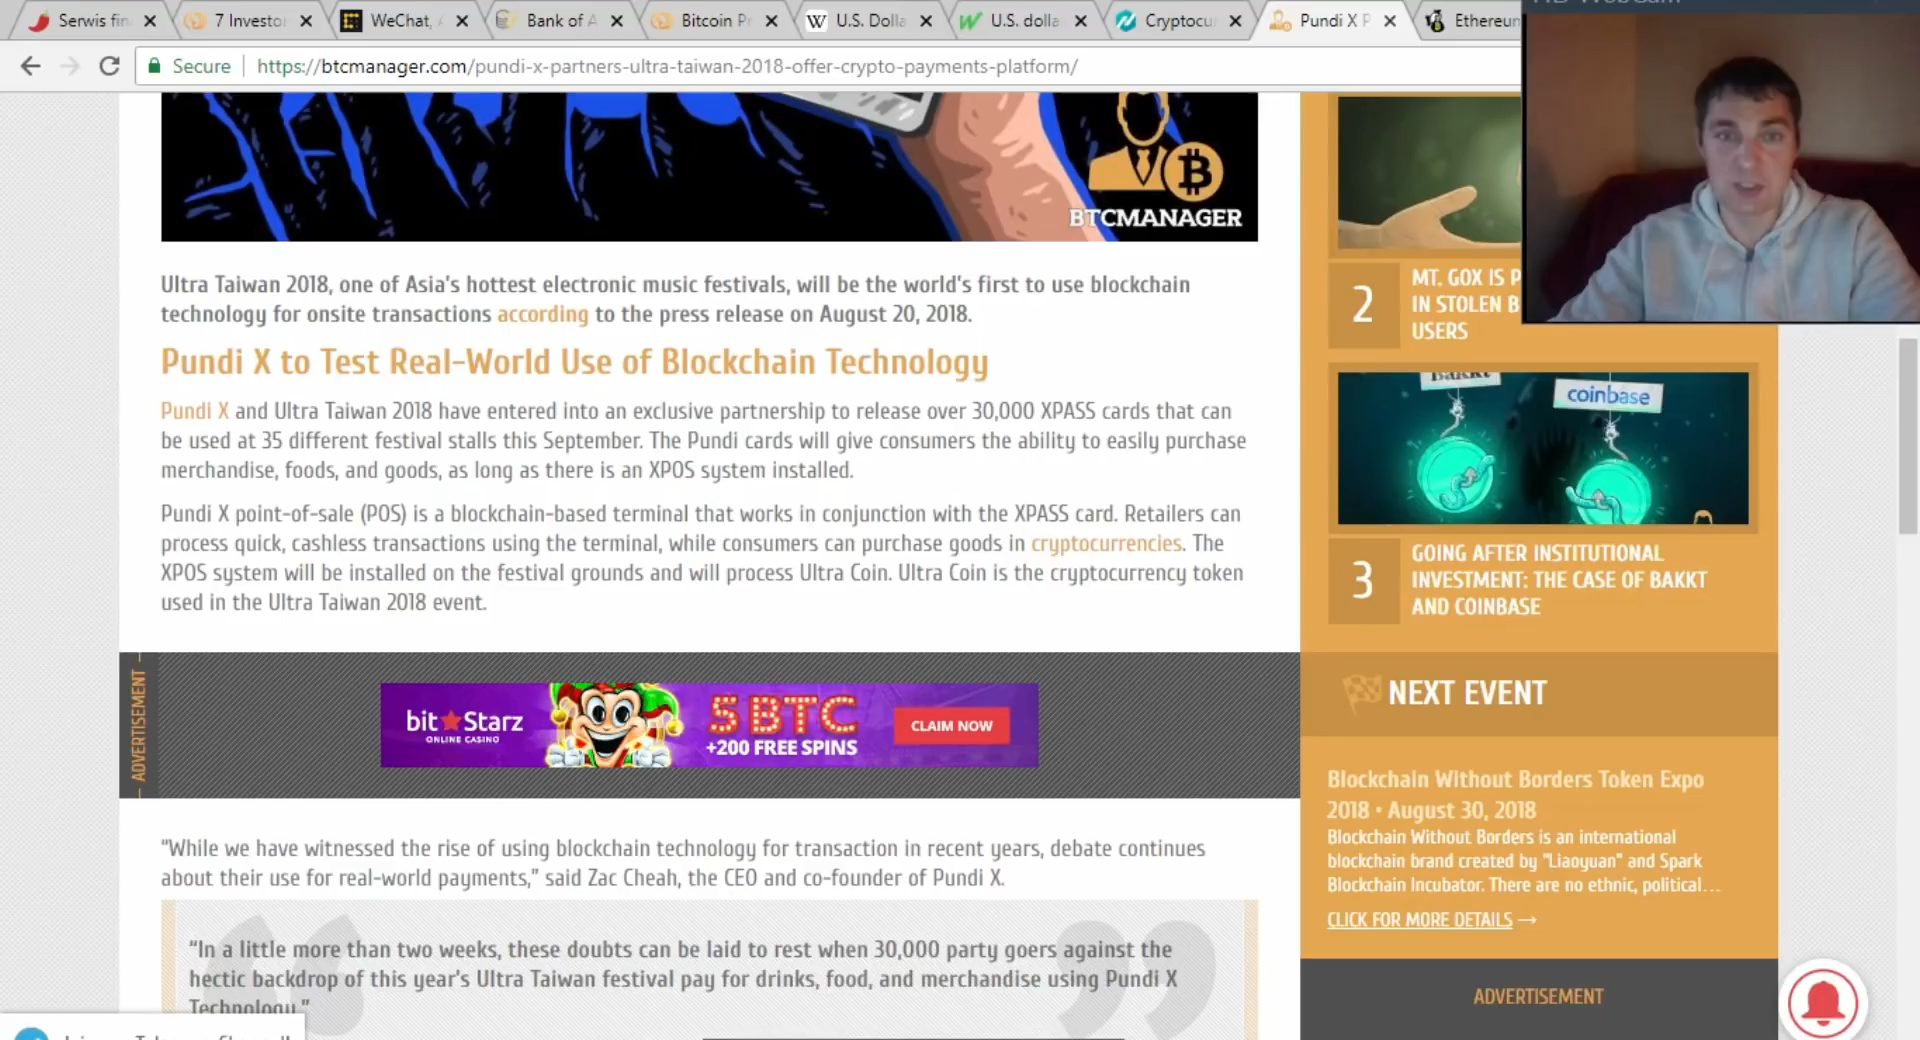 Serwis fin
7 Investo
WeChat,
Bank of A
Bitcoin P
U.S. Dolla
U.S. dolla
Cryptocu
Pundi X P
Ethereun
Secure
https://btcmanager.com/pundi-x-partners-ultra-taiwan-2018-offer-crypto-payments-platform/
BTCMANAGER
Ultra Taiwan 2018, one of Asia's hottest electronic music festivals, will be the world's first to use blockchain
technology for onsite transactions according to the press release on August 20, 2018.
Pundi X to Test Real-World Use of Blockchain Technology
Pundi X and Ultra Taiwan 2018 have entered into an exclusive partnership to release over 30,000 XPASS cards that can
be used at 35 different festival stalls this September. The Pundi cards will give consumers the ability to easily purchase
merchandise, foods, and goods, as long as there is an XPOS system installed.
Pundi X point-of-sale (POS) is a blockchain-based terminal that works in conjunction with the XPASS card. Retailers can
process quick, cashless transactions using the terminal, while consumers can purchase goods in cryptocurrencies. The
XPOS system will be installed on the festival grounds and will process Ultra Coin. Ultra Coin is the cryptocurrency token
used in the Ultra Taiwan 2018 event.
ADVERTISEMENT
bit Starz
ONLINE CASINO
5 BTC
+200 FREE SPINS
CLAIM NOW
“While we have witnessed the rise of using blockchain technology for transaction in recent years, debate continues
about their use for real-world payments,” said Zac Cheah, the CEO and co-founder of Pundi X.
“In a little more than two weeks, these doubts can be laid to rest when 30,000 party goers against the
hectic backdrop of this year's Ultra Taiwan festival pay for drinks, food, and merchandise using Pundi X
Technology.”
2
MT. GOX IS P
IN STOLEN B
USERS
Bakkt
coinbase
3
GOING AFTER INSTITUTIONAL
INVESTMENT: THE CASE OF BAKKT
AND COINBASE
NEXT EVENT
Blockchain Without Borders Token Expo
2018 • August 30, 2018
Blockchain Without Borders is an international
blockchain brand created by "Liaoyuan" and Spark
Blockchain Incubator. There are no ethnic, political...
CLICK FOR MORE DETAILS →
ADVERTISEMENT